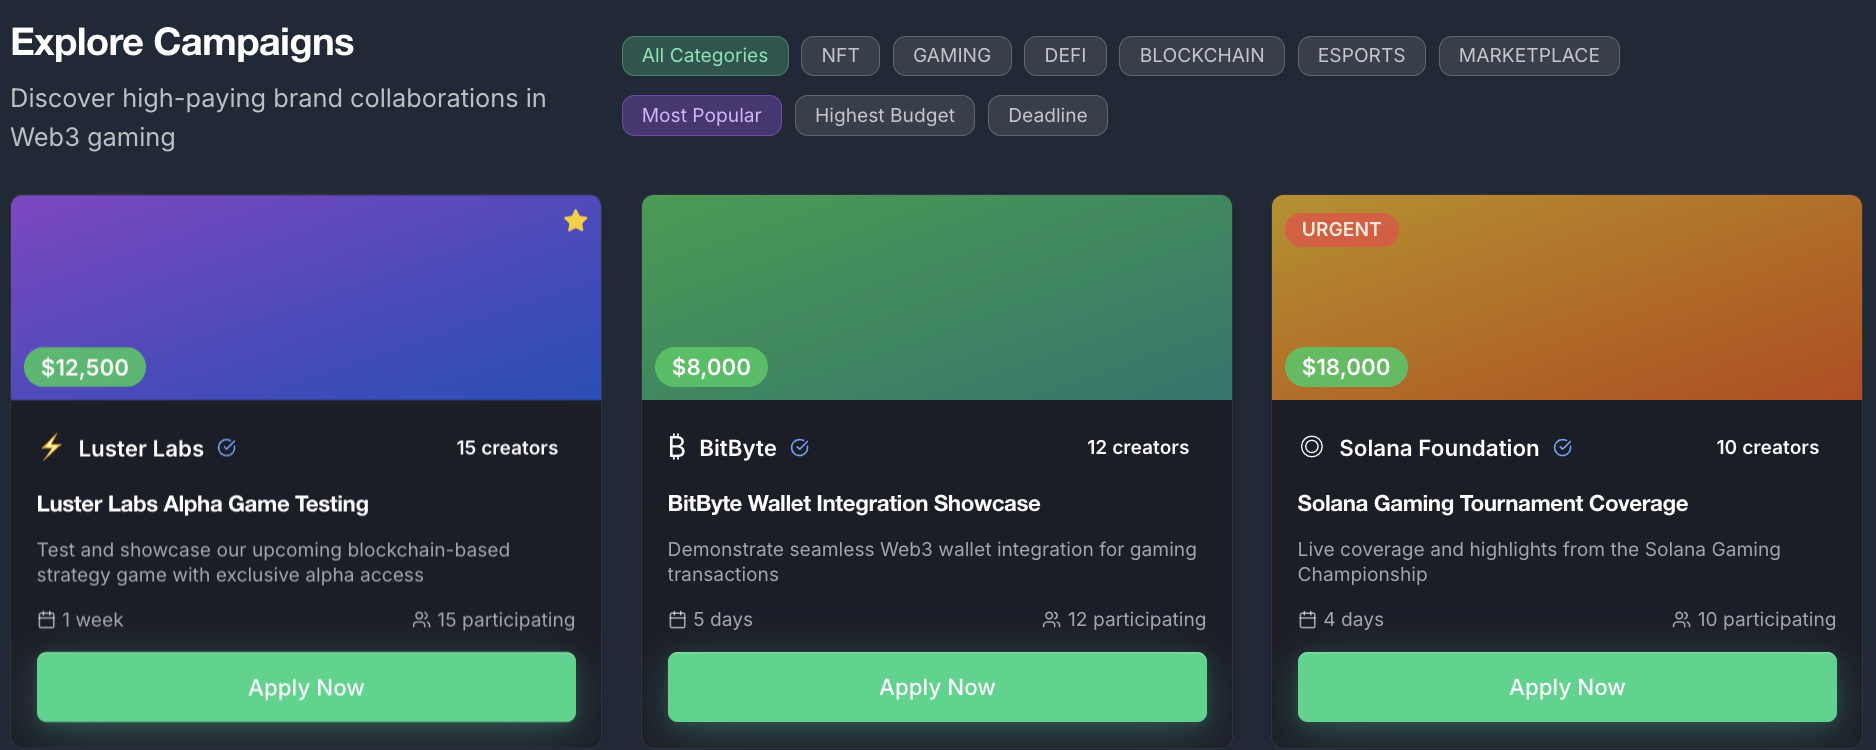 Explore Campaigns
Discover high-paying brand collaborations in
Web3 gaming
All Categories
NFT
GAMING
DEFI
BLOCKCHAIN
ESPORTS
MARKETPLACE
Most Popular
Highest Budget
Deadline
$12,500
Luster Labs
15 creators
Luster Labs Alpha Game Testing
Test and showcase our upcoming blockchain-based
strategy game with exclusive alpha access
1 week
15 participating
Apply Now
$8,000
BitByte
12 creators
BitByte Wallet Integration Showcase
Demonstrate seamless Web3 wallet integration for gaming
transactions
5 days
12 participating
Apply Now
URGENT
$18,000
Solana Foundation
10 creators
Solana Gaming Tournament Coverage
Live coverage and highlights from the Solana Gaming
Championship
4 days
10 participating
Apply Now